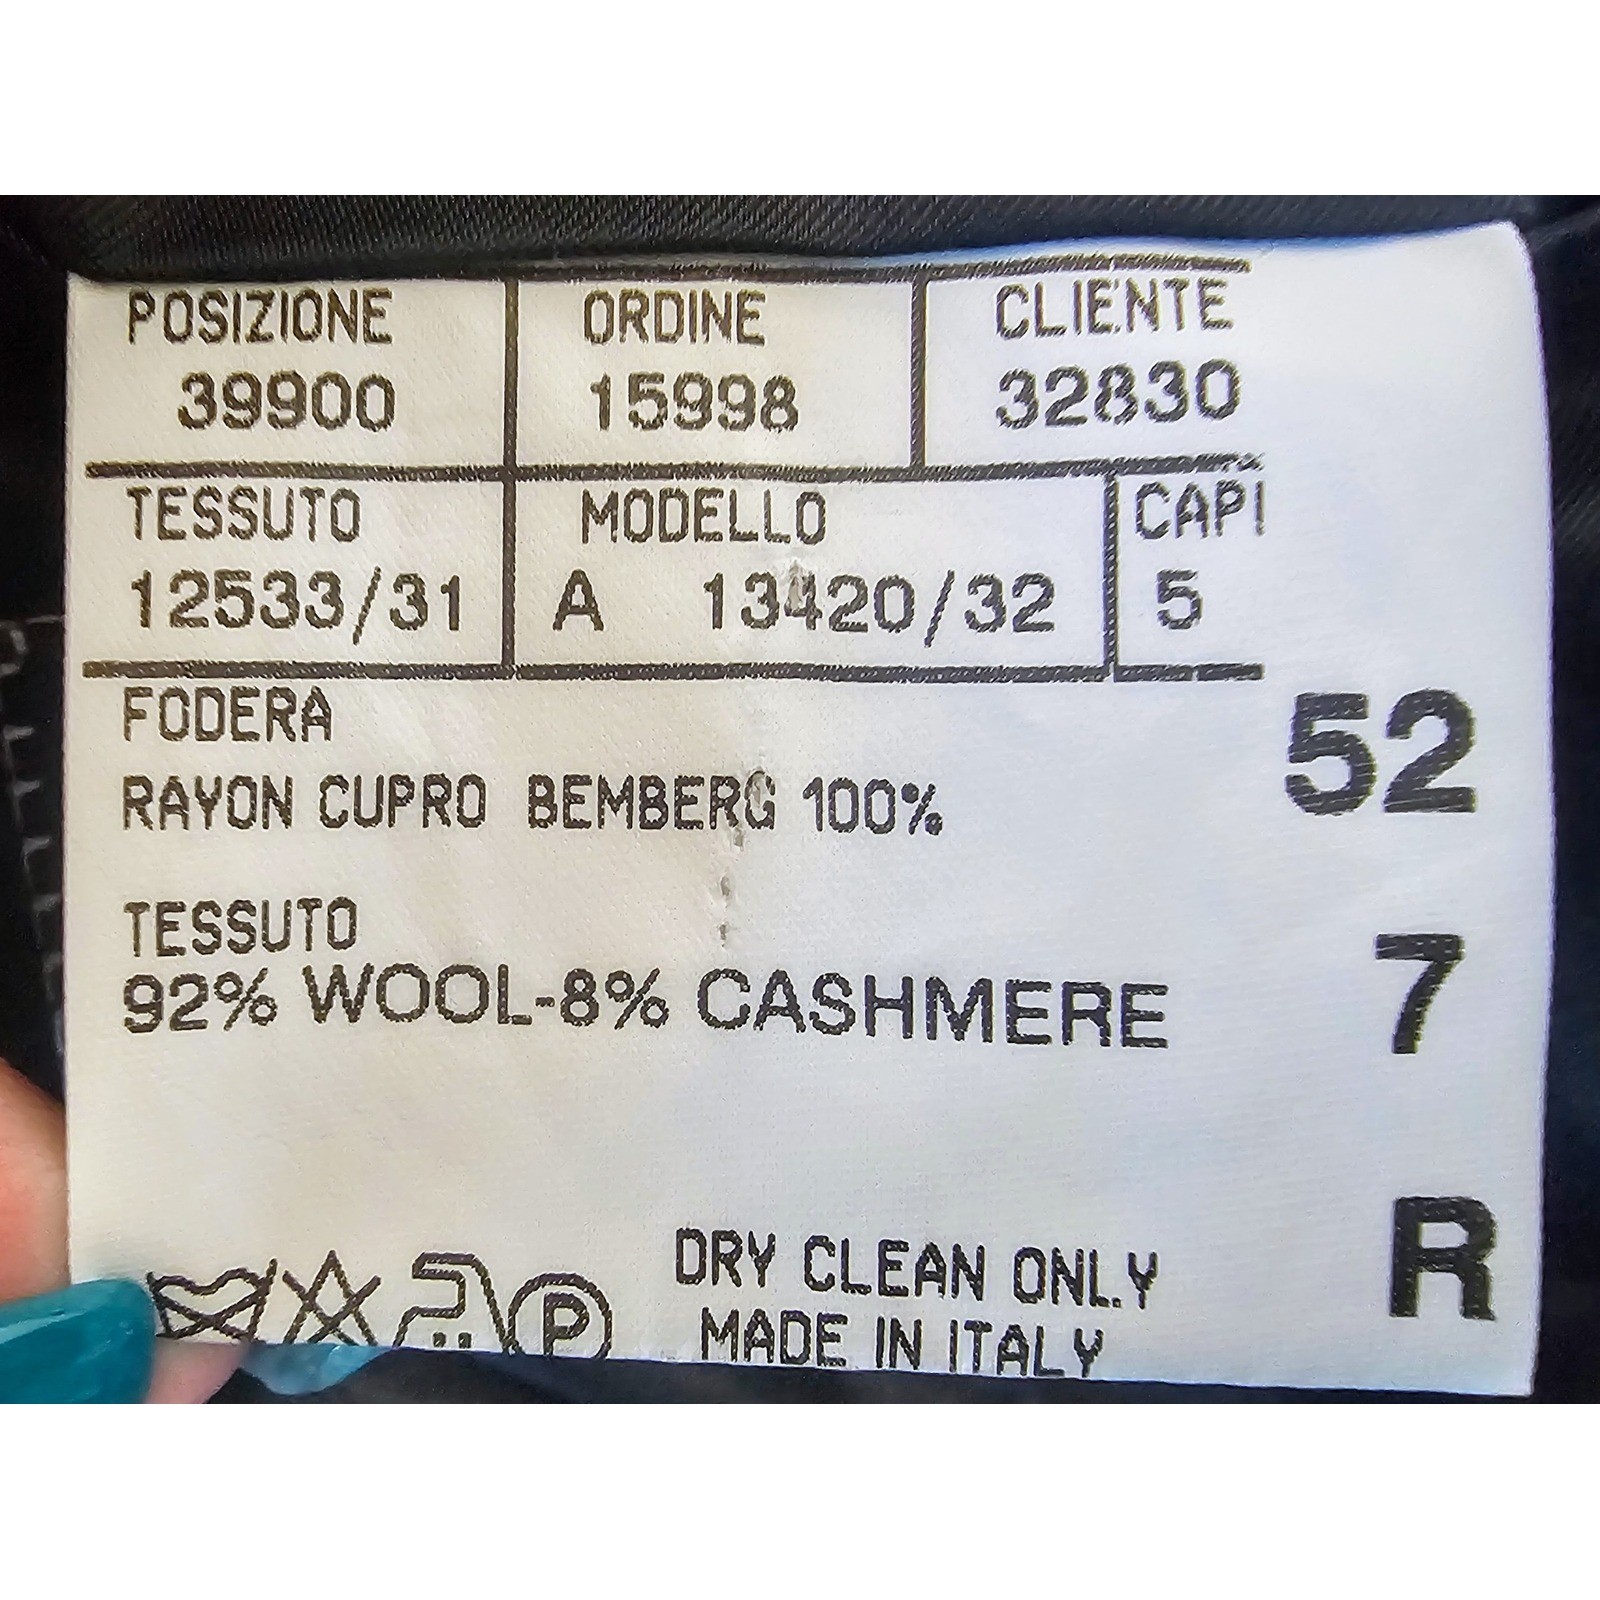 POSIZIONE ORDINE CLIENTE
39900 15998 32830
TESSUTO MODELLO CAPI
12533/31 A 13420/32 5
FODERA
52
RAYON CUPRO BEMBERG 100%
TESSUTO
7
92% WOOL-8% CASHMERE
R
DRY CLEAN ONLY
P
MADE IN ITALY